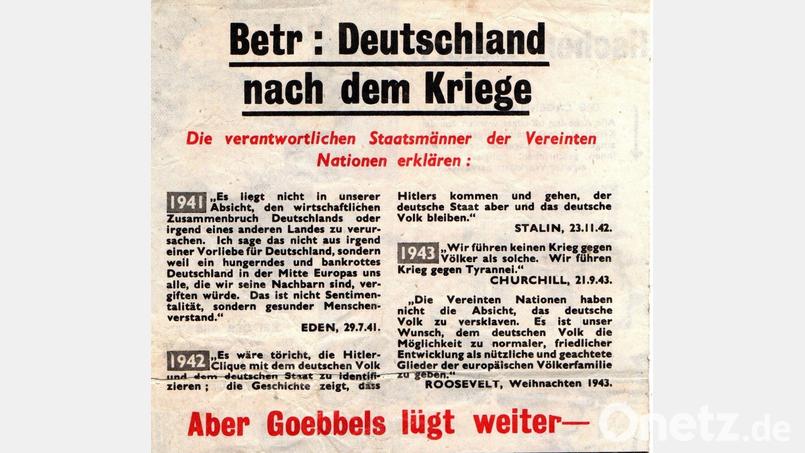 Betr : Deutschland
nach dem Kriege
Die verantwortlichen Staatsmänner der Vereinten
Nationen erklären :
1941 „Es liegt nicht in unserer
Absicht, den wirtschaftlichen
Zusammenbruch Deutschlands oder
irgend eines anderen Landes zu verur-
sachen. Ich sage das nicht aus irgend
einer Vorliebe für Deutschland, sondern
weil ein hungerndes und bankrottes
Deutschland in der Mitte Europas uns
alle, die wir seine Nachbarn sind, ver-
giften würde. Das ist nicht Sentimen-
talität, sondern gesunder Menschen-
verstand.“
EDEN, 29.7.41.
1942 „Es wäre töricht, die Hitler-
Clique mit dem deutschen Volk
und dem deutschen Staat zu identifi-
zieren ; die Geschichte zeigt, dass
Hitlers kommen und gehen, der
deutsche Staat aber und das deutsche
Volk bleiben.“
STALIN, 23.11.42.
1943 „Wir führen keinen Krieg gegen
Völker als solche. Wir führen
Krieg gegen Tyrannei.“
CHURCHILL, 21.9.43.
„Die Vereinten Nationen haben
nicht die Absicht, das deutsche
Volk zu versklaven. Es ist unser
Wunsch, dem deutschen Volk die
Möglichkeit zu normaler, friedlicher
Entwicklung als nützliche und geachtete
Glieder der europäischen Völkerfamilie
zu geben.“
ROOSEVELT, Weihnachten 1943.
Aber Goebbels lügt weiter—
Onetz.de